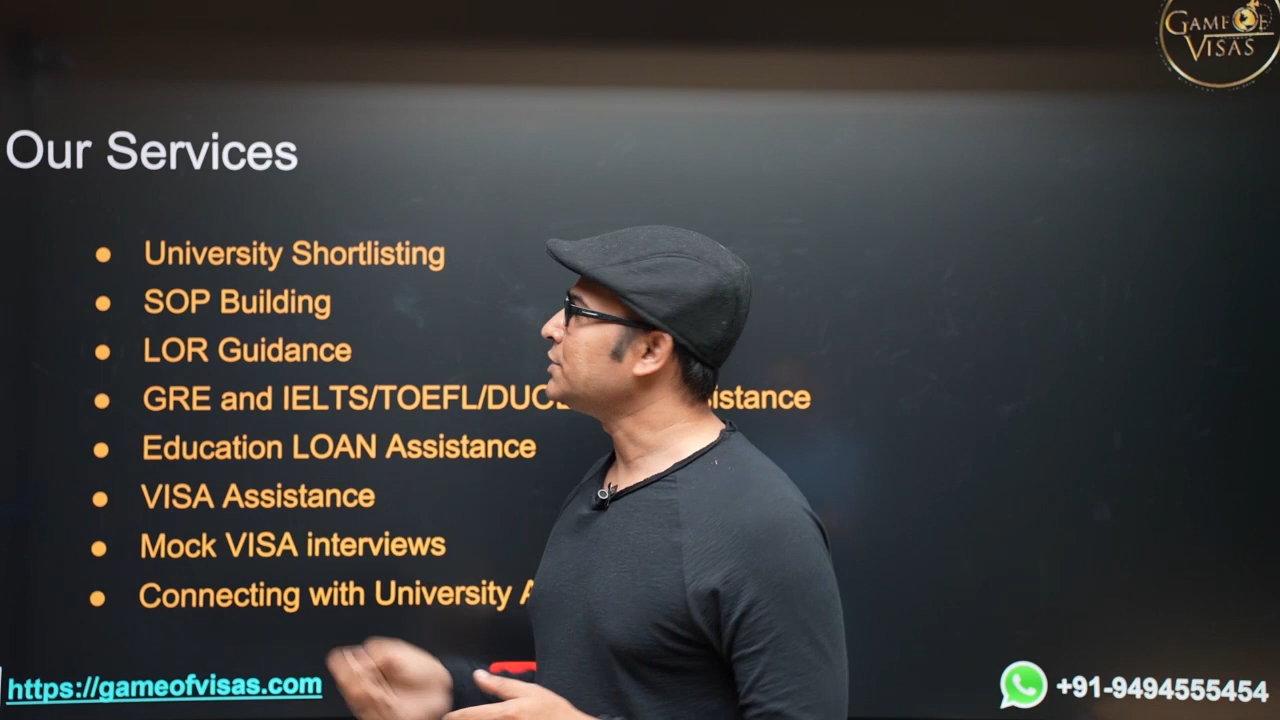 GAME OF
VISAS
Our Services
● University Shortlisting
● SOP Building
● LOR Guidance
● GRE and IELTS/TOEFL/
● Education LOAN Assistance
● VISA Assistance
● Mock VISA interviews
● Connecting with University
https://gameofvisas.com
+91-9494555454